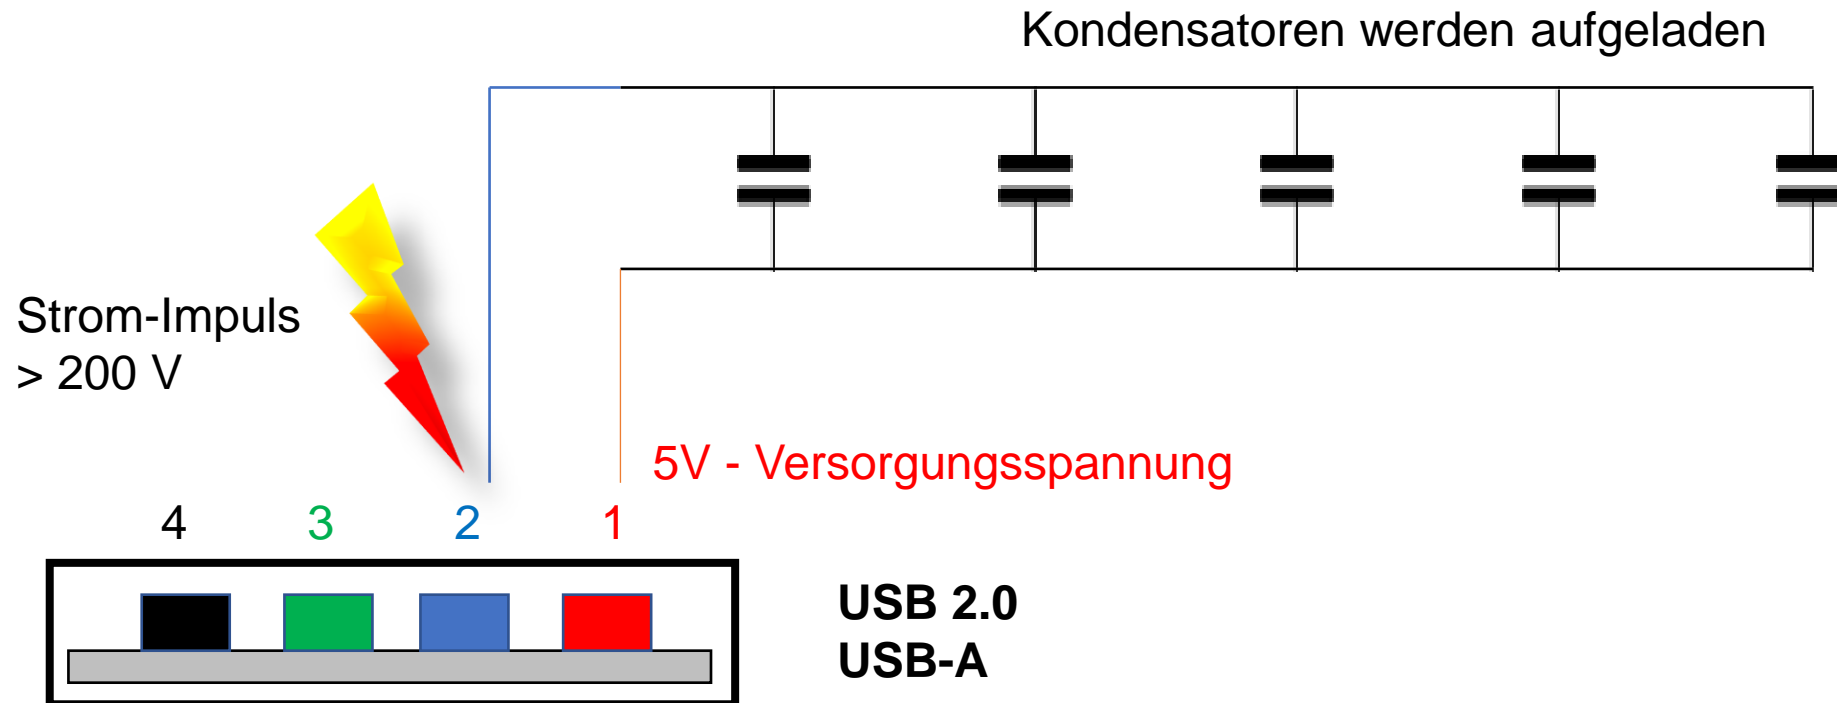 Kondensatoren werden aufgeladen
Strom-Impuls
> 200 V
5V - Versorgungsspannung
4 3 2 1
USB 2.0
USB-A